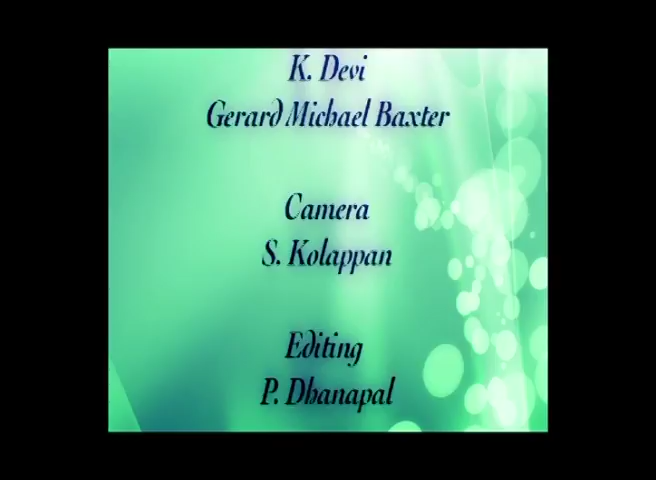 K. Devi
Gerard Michael Baxter
Camera
S. Kolappan
Editing
P. Dhanapal